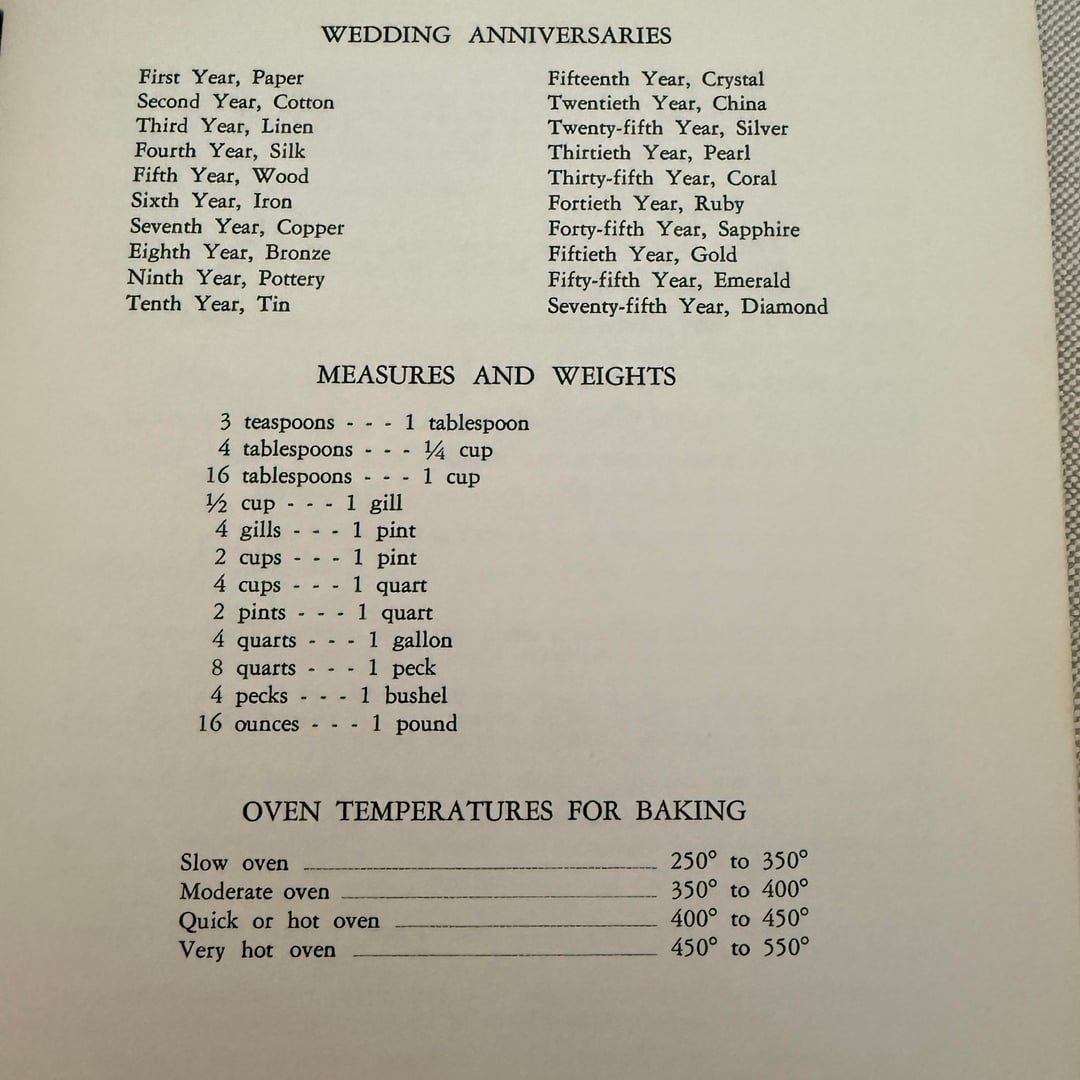 WEDDING ANNIVERSARIES
First Year, Paper
Second Year, Cotton
Third Year, Linen
Fourth Year, Silk
Fifth Year, Wood
Sixth Year, Iron
Seventh Year, Copper
Eighth Year, Bronze
Ninth Year, Pottery
Tenth Year, Tin
Fifteenth Year, Crystal
Twentieth Year, China
Twenty-fifth Year, Silver
Thirtieth Year, Pearl
Thirty-fifth Year, Coral
Fortieth Year, Ruby
Forty-fifth Year, Sapphire
Fiftieth Year, Gold
Fifty-fifth Year, Emerald
Seventy-fifth Year, Diamond
MEASURES AND WEIGHTS
3 teaspoons - - - 1 tablespoon
4 tablespoons - - - ¼ cup
16 tablespoons - - - 1 cup
½ cup - - - 1 gill
4 gills - - - 1 pint
2 cups - - - 1 pint
4 cups - - - 1 quart
2 pints - - - 1 quart
4 quarts - - - 1 gallon
8 quarts - - - 1 peck
4 pecks - - - 1 bushel
16 ounces - - - 1 pound
OVEN TEMPERATURES FOR BAKING
Slow oven 250° to 350°
Moderate oven 350° to 400°
Quick or hot oven 400° to 450°
Very hot oven 450° to 550°